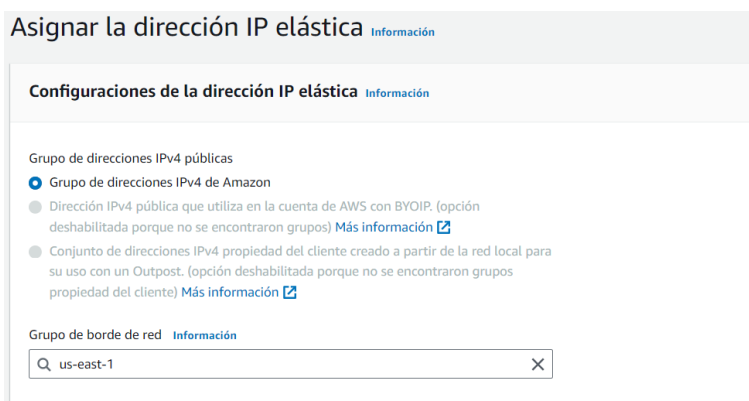 Asignar la dirección IP elástica Información
Configuraciones de la dirección IP elástica Información
Grupo de direcciones IPv4 públicas
Grupo de direcciones IPv4 de Amazon
Dirección IPv4 pública que utiliza en la cuenta de AWS con BYOIP. (opción
deshabilitada porque no se encontraron grupos) Más información
Conjunto de direcciones IPv4 propiedad del cliente creado a partir de la red local para
su uso con un Outpost. (opción deshabilitada porque no se encontraron grupos
propiedad del cliente) Más información
Grupo de borde de red Información
us-east-1